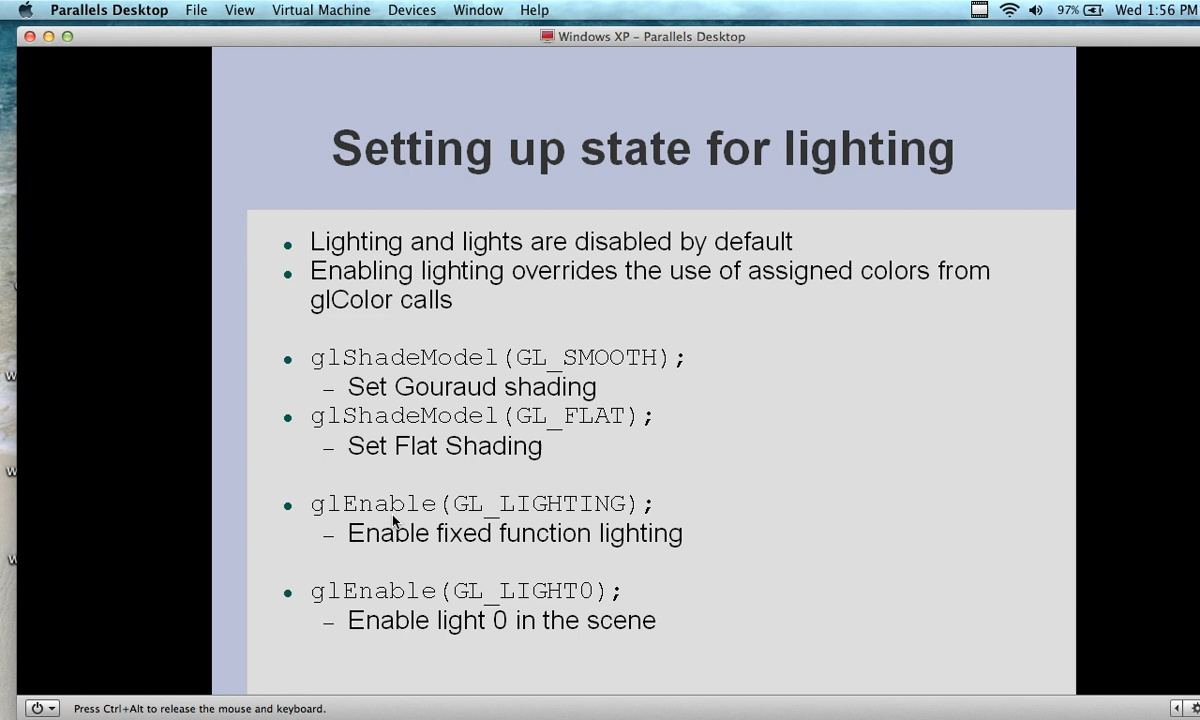 Parallels Desktop File View Virtual Machine Devices Window Help 97% Wed 1:56 PM
Windows XP – Parallels Desktop
Setting up state for lighting
• Lighting and lights are disabled by default
• Enabling lighting overrides the use of assigned colors from
glColor calls
• glShadeModel(GL_SMOOTH);
– Set Gouraud shading
• glShadeModel(GL_FLAT);
– Set Flat Shading
• glEnable(GL_LIGHTING);
– Enable fixed function lighting
• glEnable(GL_LIGHT0);
– Enable light 0 in the scene
Press Ctrl+Alt to release the mouse and keyboard.